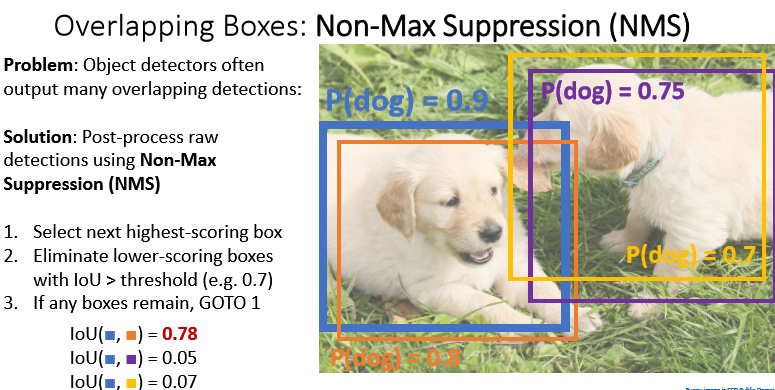 Overlapping Boxes: Non-Max Suppression (NMS)
Problem: Object detectors often
output many overlapping detections:
Solution: Post-process raw
detections using Non-Max
Suppression (NMS)
1. Select next highest-scoring box
2. Eliminate lower-scoring boxes
with IoU > threshold (e.g. 0.7)
3. If any boxes remain, GOTO 1
IoU(■, ■) = 0.78
IoU(■, ■) = 0.05
IoU(■, ■) = 0.07
P(dog) = 0.9
P(dog) = 0.75
P(dog) = 0.7
P(dog) = 0.8